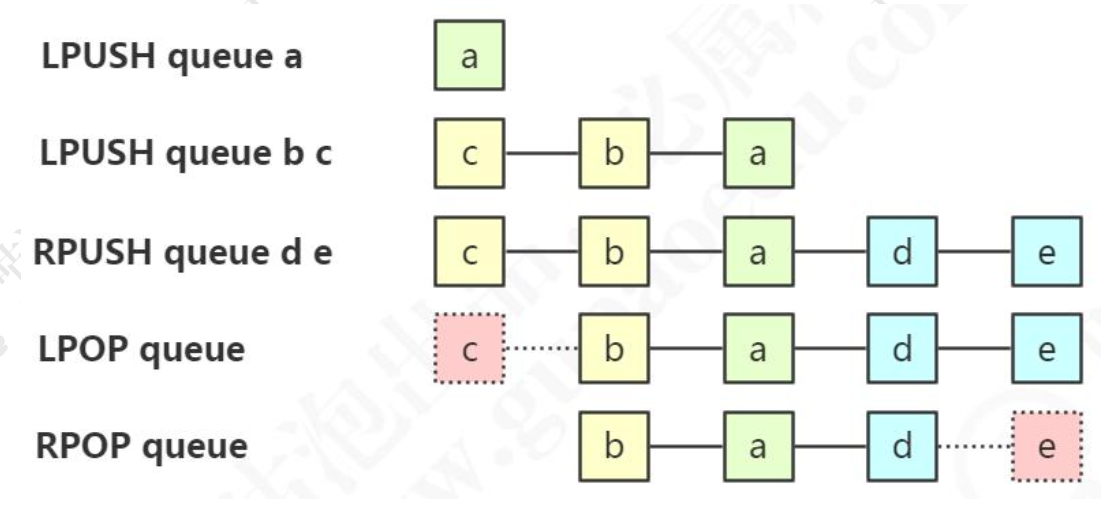 LPUSH queue a a
LPUSH queue b c c b a
RPUSH queue d e c b a d e
LPOP queue c b a d e
RPOP queue b a d e